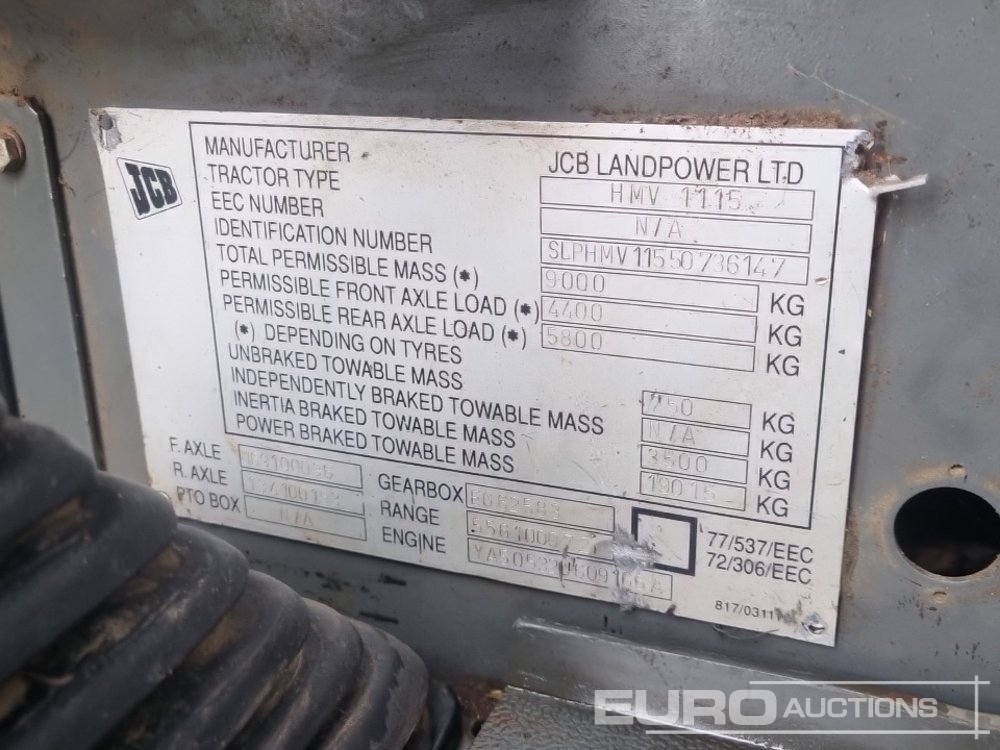 JCB
MANUFACTURER JCB LANDPOWER LTD
TRACTOR TYPE HMV 1115
EEC NUMBER N/A
IDENTIFICATION NUMBER SLPHMV11550736147
TOTAL PERMISSIBLE MASS (*) 9000 KG
PERMISSIBLE FRONT AXLE LOAD (*) 4400 KG
PERMISSIBLE REAR AXLE LOAD (*) 5800 KG
(*) DEPENDING ON TYRES
UNBRAKED TOWABLE MASS 750 KG
INDEPENDENTLY BRAKED TOWABLE MASS N/A
INERTIA BRAKED TOWABLE MASS 3500 KG
POWER BRAKED TOWABLE MASS 19015 KG
F. AXLE GEARBOX
R. AXLE RANGE
PTO BOX N/A ENGINE
77/537/EEC
72/306/EEC
EURO AUCTIONS